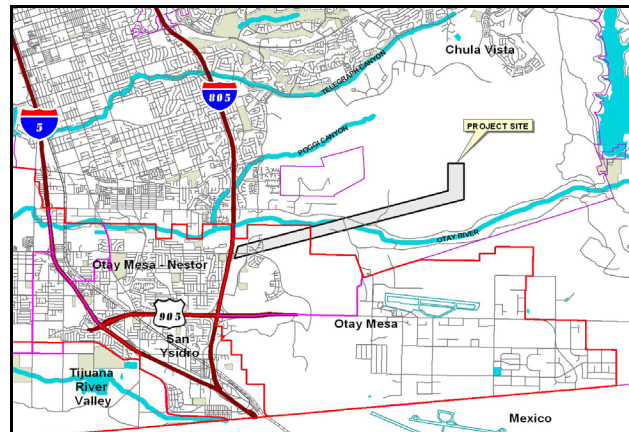 Chula Vista
TELEGRAPH CANYON
805
5
PROJECT SITE
POGGI CANYON
OTAY RIVER
Otay Mesa - Nestor
905
Otay Mesa
San
Ysidro
Tijuana
River
Valley
Mexico